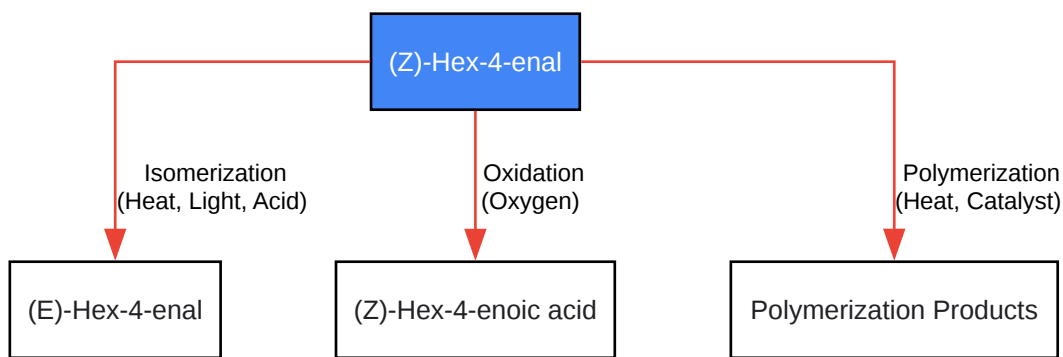 (Z)-Hex-4-enal
Isomerization
(Heat, Light, Acid)
Oxidation
(Oxygen)
Polymerization
(Heat, Catalyst)
(E)-Hex-4-enal
(Z)-Hex-4-enoic acid
Polymerization Products